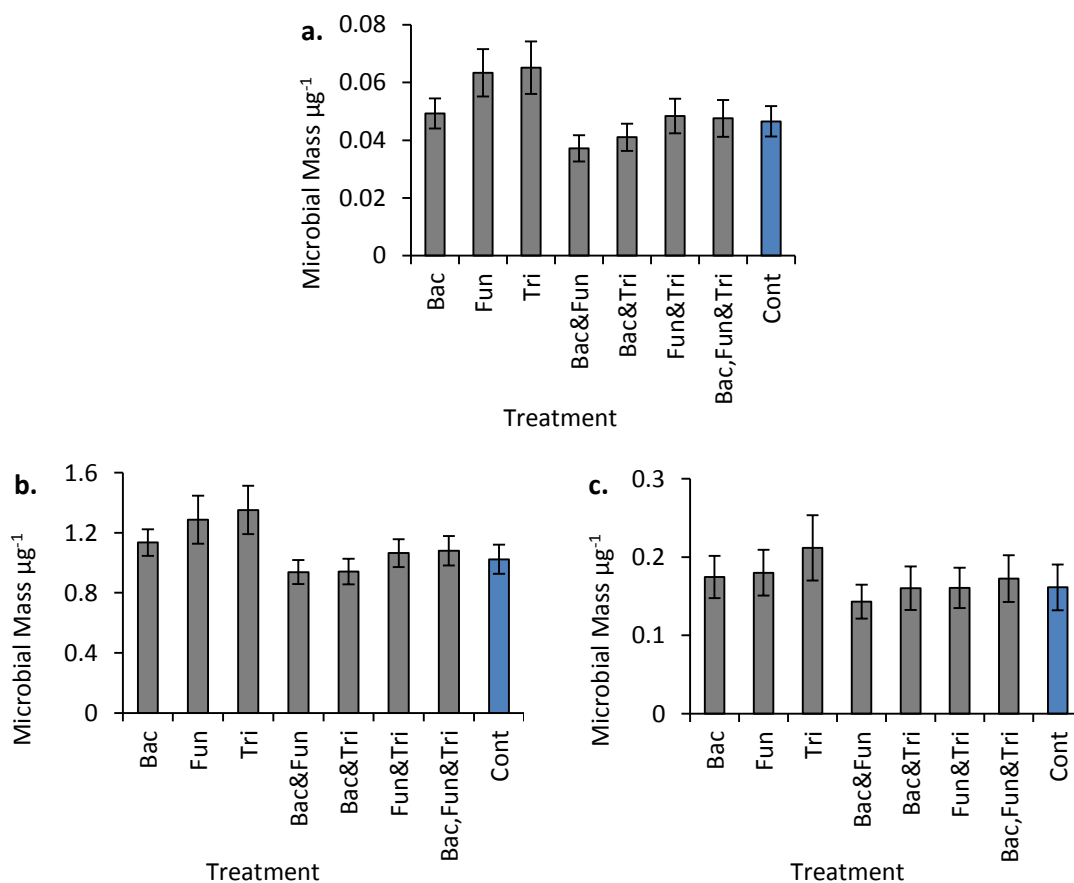 a.
Microbial Mass µg⁻¹
0.08
0.06
0.04
0.02
0
Bac
Fun
Tri
Bac&Fun
Bac&Tri
Fun&Tri
Bac,Fun&Tri
Cont
Treatment
b.
Microbial Mass µg⁻¹
1.6
1.2
0.8
0.4
0
Bac
Fun
Tri
Bac&Fun
Bac&Tri
Fun&Tri
Bac,Fun&Tri
Cont
Treatment
c.
Microbial Mass µg⁻¹
0.3
0.2
0.1
0
Bac
Fun
Tri
Bac&Fun
Bac&Tri
Fun&Tri
Bac,Fun&Tri
Cont
Treatment